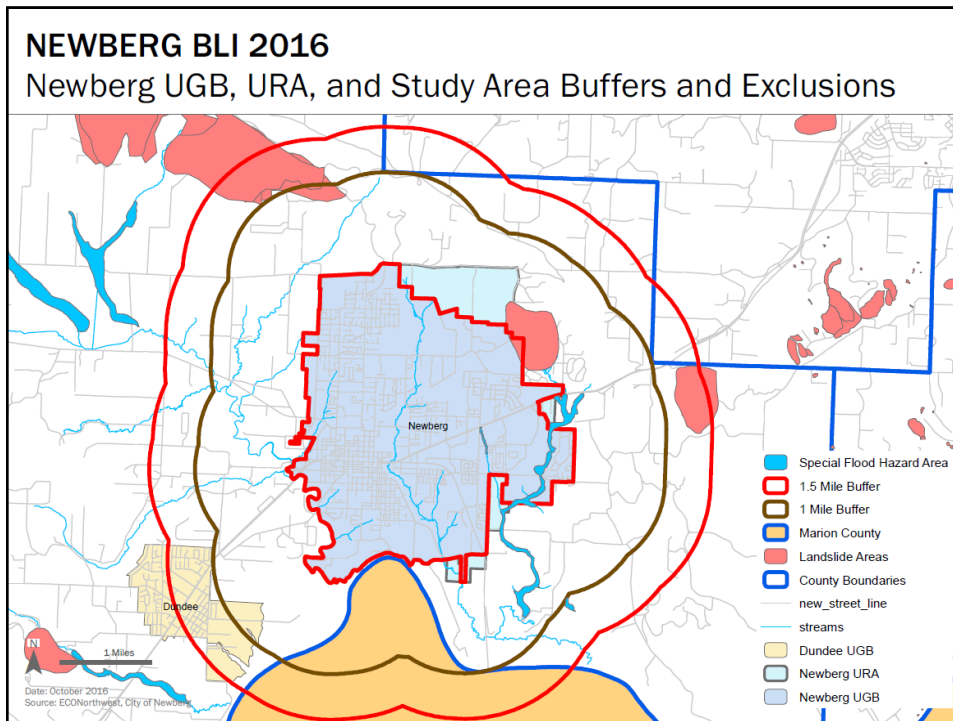 NEWBERG BLI 2016
Newberg UGB, URA, and Study Area Buffers and Exclusions
Newberg
Special Flood Hazard Area
1.5 Mile Buffer
1 Mile Buffer
Marion County
Landslide Areas
County Boundaries
new_street_line
streams
Dundee UGB
Newberg URA
Newberg UGB
Dundee
N
1 Miles
Date: October 2016
Source: ECONorthwest, City of Newberg